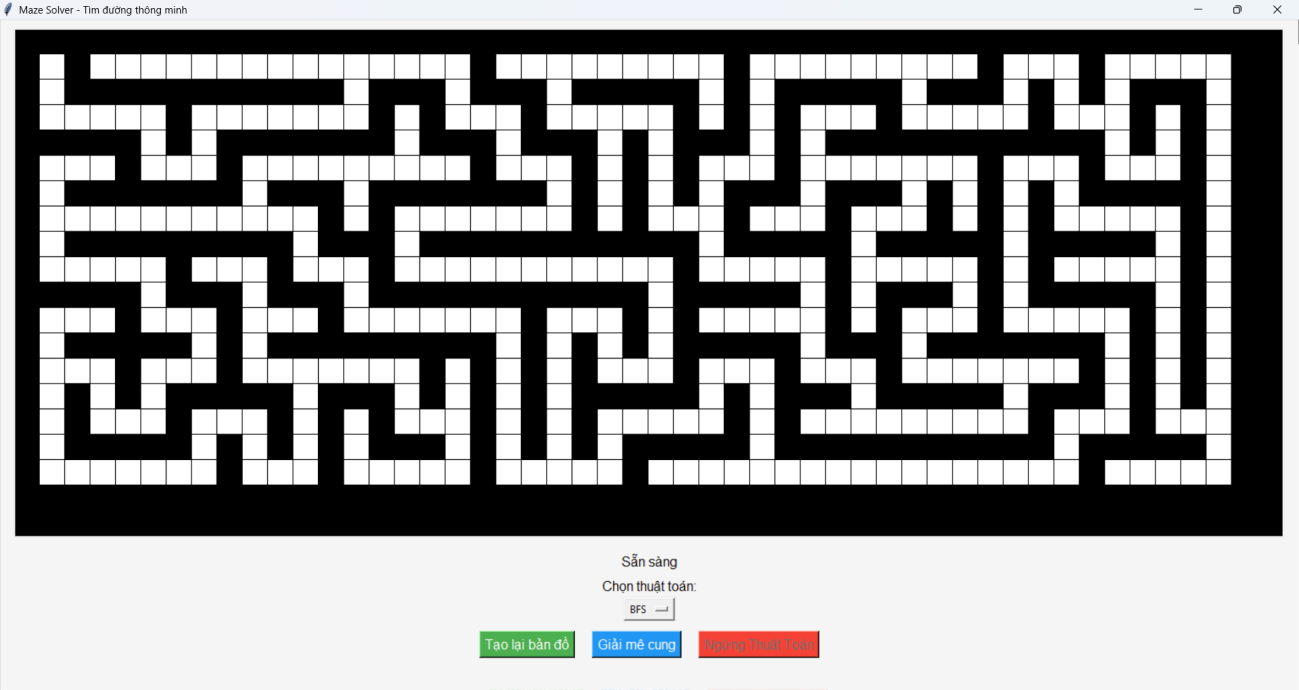 Maze Solver - Tìm đường thông minh
Sẵn sàng
Chọn thuật toán:
BFS
Tạo lại bản đồ Giải mê cung Ngưng Thuật Toán